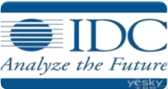 IDC
Analyze the Future
yesky